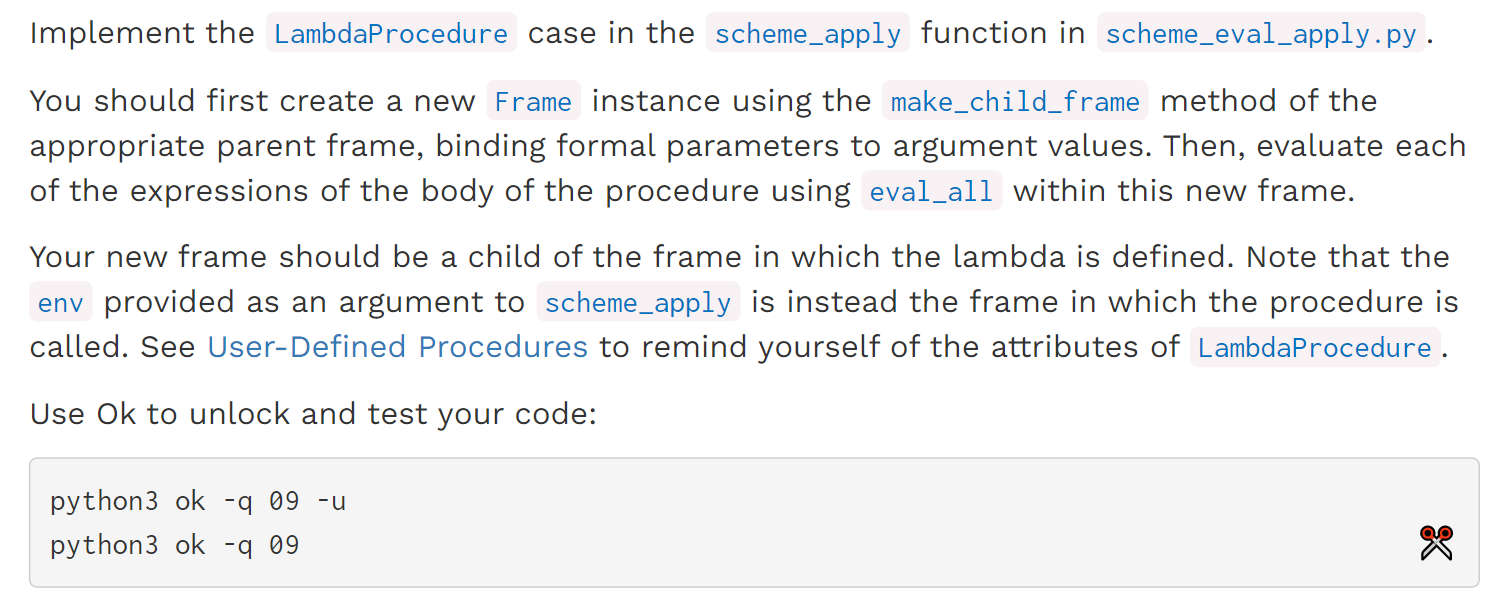 Implement the LambdaProcedure case in the scheme_apply function in scheme_eval_apply.py.
You should first create a new Frame instance using the make_child_frame method of the
appropriate parent frame, binding formal parameters to argument values. Then, evaluate each
of the expressions of the body of the procedure using eval_all within this new frame.
Your new frame should be a child of the frame in which the lambda is defined. Note that the
env provided as an argument to scheme_apply is instead the frame in which the procedure is
called. See User-Defined Procedures to remind yourself of the attributes of LambdaProcedure.
Use Ok to unlock and test your code:
python3 ok -q 09 -u
python3 ok -q 09